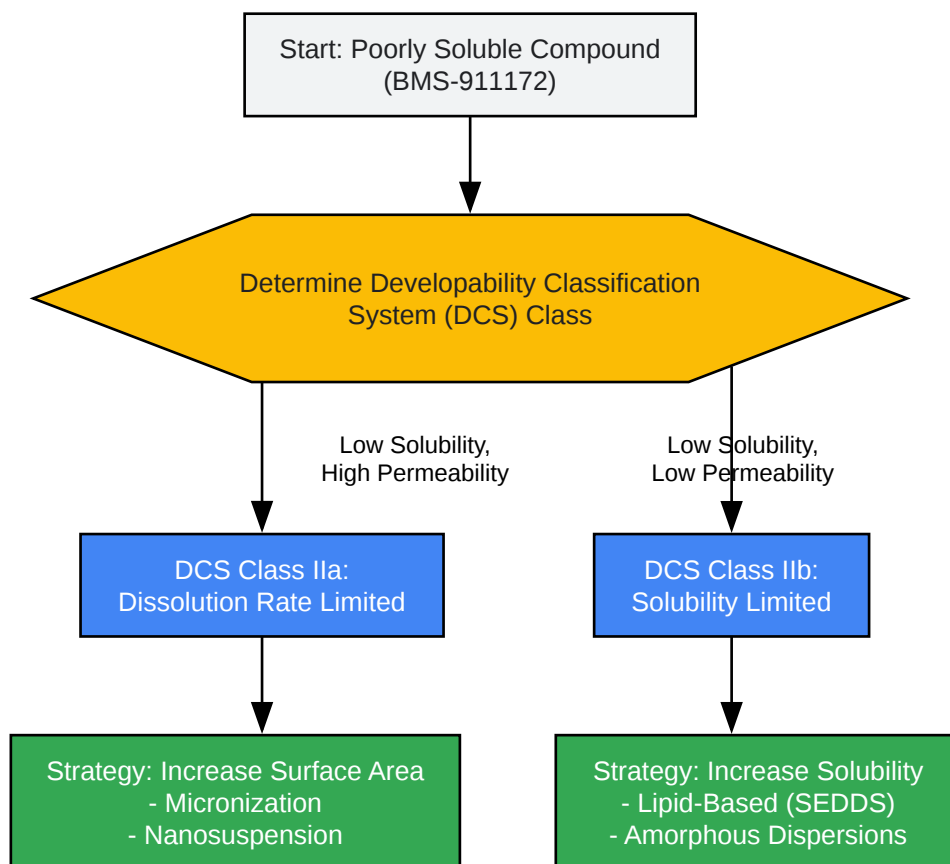 Start: Poorly Soluble Compound
(BMS-911172)
Determine Developability Classification
System (DCS) Class
Low Solubility,
High Permeability
Low Solubility,
Low Permeability
DCS Class IIa:
Dissolution Rate Limited
DCS Class IIb:
Solubility Limited
Strategy: Increase Surface Area
- Micronization
- Nanosuspension
Strategy: Increase Solubility
- Lipid-Based (SEDDS)
- Amorphous Dispersions